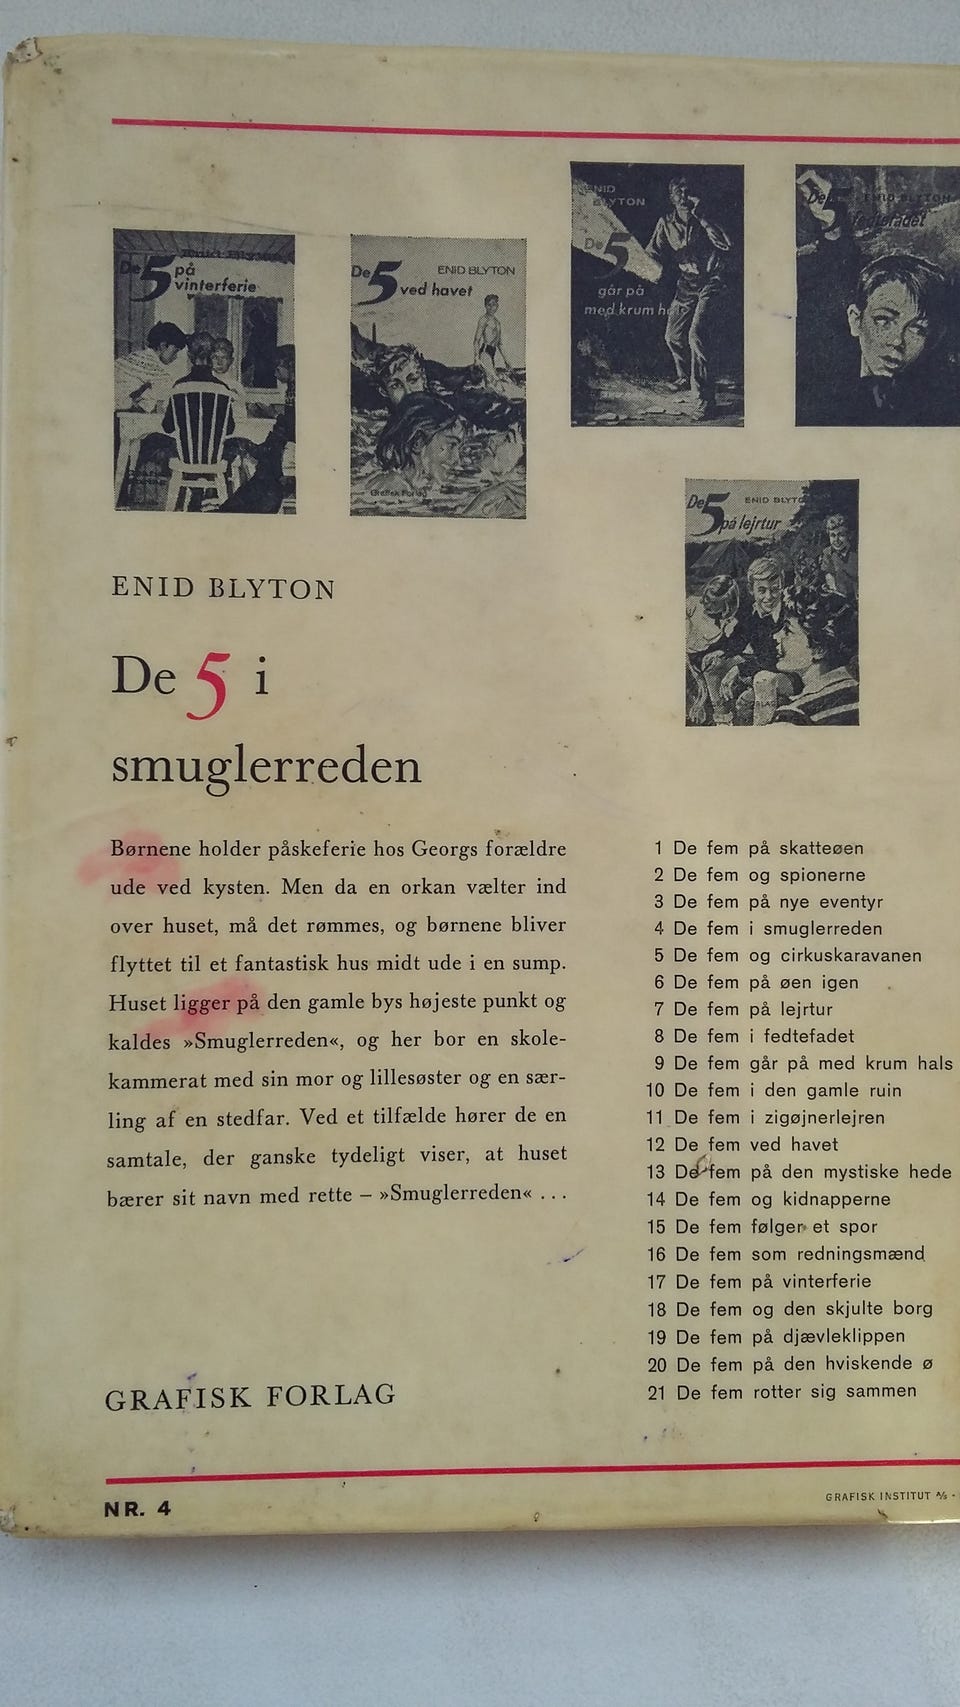 De 5 på
vinterferie
De 5 ENID BLYTON
ved havet
Grafisk Forlag
ENID
BLYTON
De 5
går på
med krum hals
De ENID BLYTON
fedtefadet
De 5 ENID BLYTO
på lejrtur
ENID BLYTON
De 5 i
smuglerreden
Børnene holder påskeferie hos Georgs forældre
ude ved kysten. Men da en orkan vælter ind
over huset, må det rømmes, og børnene bliver
flyttet til et fantastisk hus midt ude i en sump.
Huset ligger på den gamle bys højeste punkt og
kaldes »Smuglerreden«, og her bor en skole-
kammerat med sin mor og lillesøster og en sær-
ling af en stedfar. Ved et tilfælde hører de en
samtale, der ganske tydeligt viser, at huset
bærer sit navn med rette – »Smuglerreden« ...
1 De fem på skatteøen
2 De fem og spionerne
3 De fem på nye eventyr
4 De fem i smuglerreden
5 De fem og cirkuskaravanen
6 De fem på øen igen
7 De fem på lejrtur
8 De fem i fedtefadet
9 De fem går på med krum hals
10 De fem i den gamle ruin
11 De fem i zigøjnerlejren
12 De fem ved havet
13 De fem på den mystiske hede
14 De fem og kidnapperne
15 De fem følger et spor
16 De fem som redningsmænd
17 De fem på vinterferie
18 De fem og den skjulte borg
19 De fem på djævleklippen
20 De fem på den hviskende ø
21 De fem rotter sig sammen
GRAFISK FORLAG
NR. 4
GRAFISK INSTITUT A/S ·